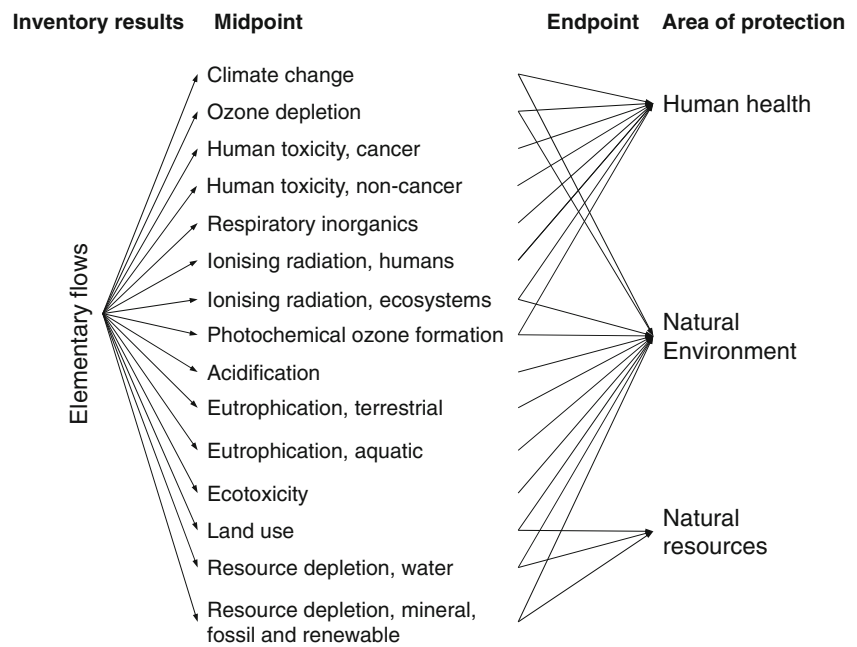 Inventory results Midpoint Endpoint Area of protection
Climate change
Ozone depletion
Human toxicity, cancer
Human toxicity, non-cancer
Respiratory inorganics
Ionising radiation, humans
Ionising radiation, ecosystems
Photochemical ozone formation
Acidification
Eutrophication, terrestrial
Eutrophication, aquatic
Ecotoxicity
Land use
Resource depletion, water
Resource depletion, mineral,
fossil and renewable
Elementary flows
Human health
Natural
Environment
Natural
resources